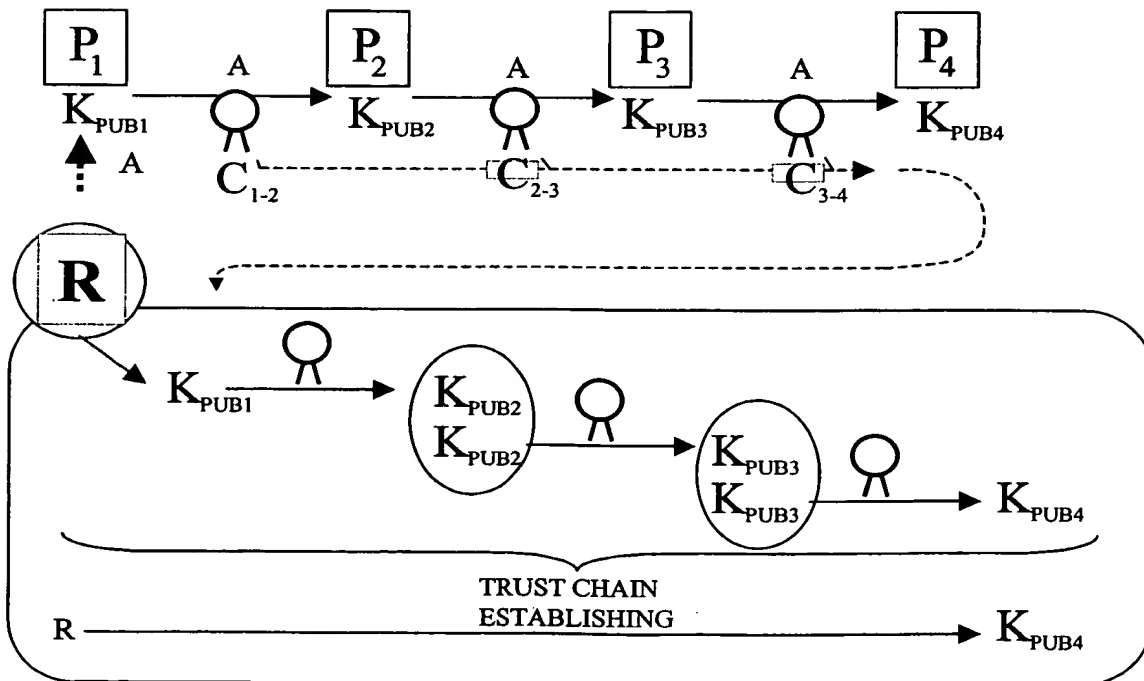 P1 P2 P3 P4
A A A
KPUB1 KPUB2 KPUB3 KPUB4
A
C1-2 C2-3 C3-4
R
KPUB1 KPUB2
KPUB2 KPUB3
KPUB3 KPUB4
TRUST CHAIN
ESTABLISHING
R KPUB4